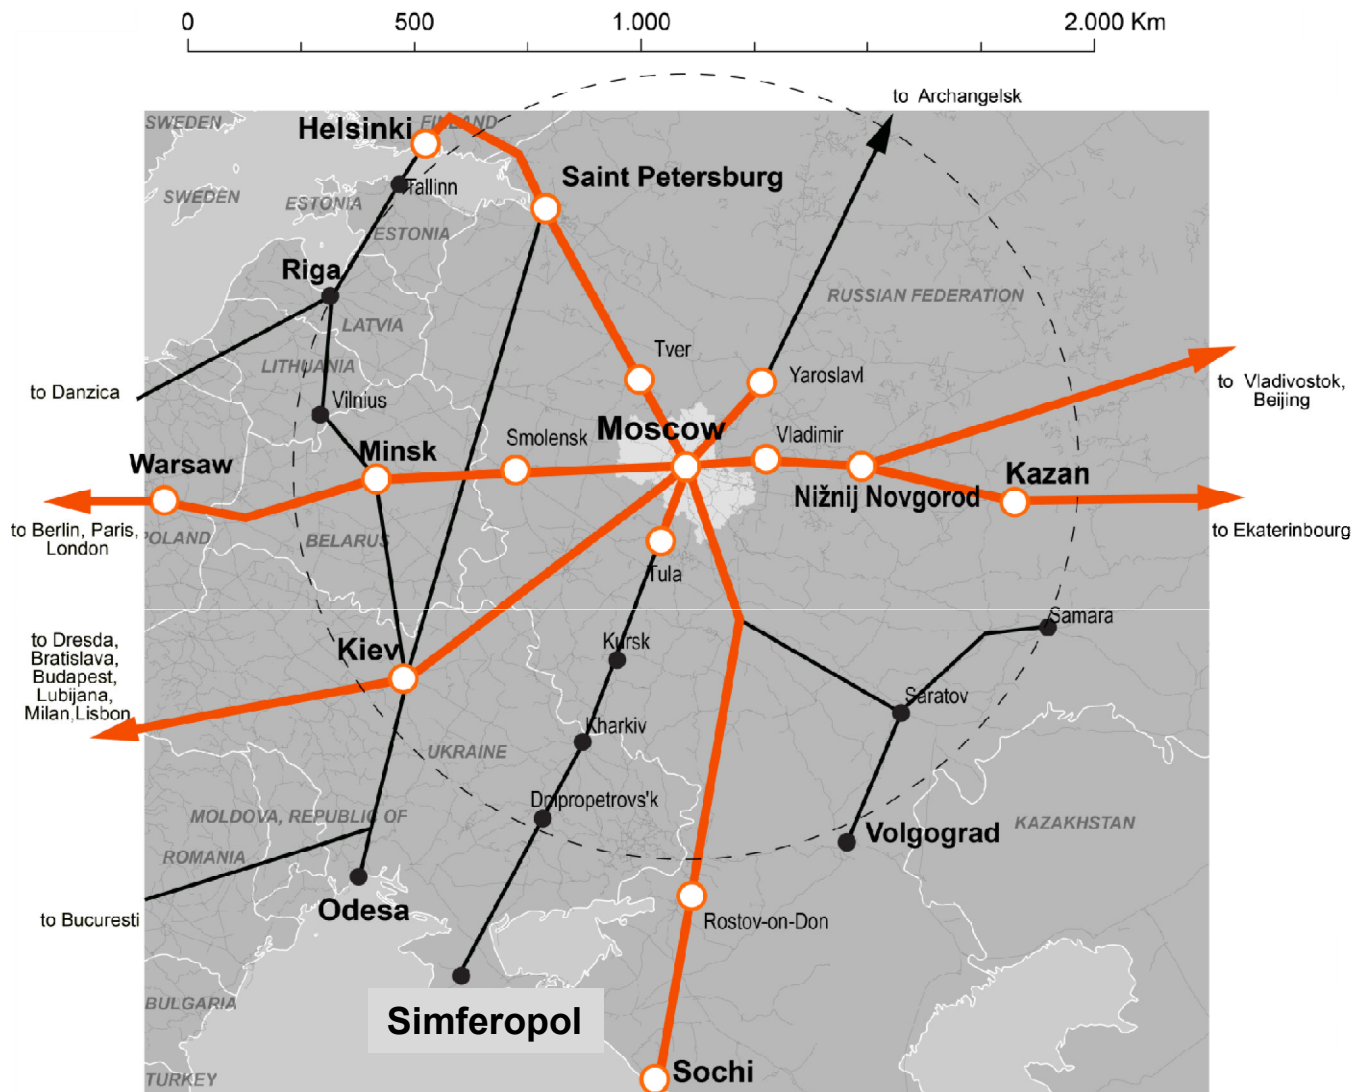 0 500 1.000 2.000 Km
to Archangelsk
SWEDEN
FINLAND
Helsinki
Saint Petersburg
Tallinn
SWEDEN
ESTONIA
ESTONIA
Riga
RUSSIAN FEDERATION
LATVIA
Tver
LITHUANIA
Yaroslavl
to Danzica
Vilnius
to Vladivostok,
Beijing
Moscow
Smolensk
Vladimir
Minsk
Warsaw
Kazan
Nižnij Novgorod
to Berlin, Paris,
London
POLAND
BELARUS
to Ekaterinbourg
Tula
Samara
to Dresda,
Bratislava,
Budapest,
Lubijana,
Milan,Lisbon
Kiev
Kursk
Saratov
Kharkiv
UKRAINE
Dnipropetrovs'k
MOLDOVA, REPUBLIC OF
KAZAKHSTAN
Volgograd
ROMANIA
Odesa
to Bucuresti
Rostov-on-Don
BULGARIA
Simferopol
Sochi
TURKEY